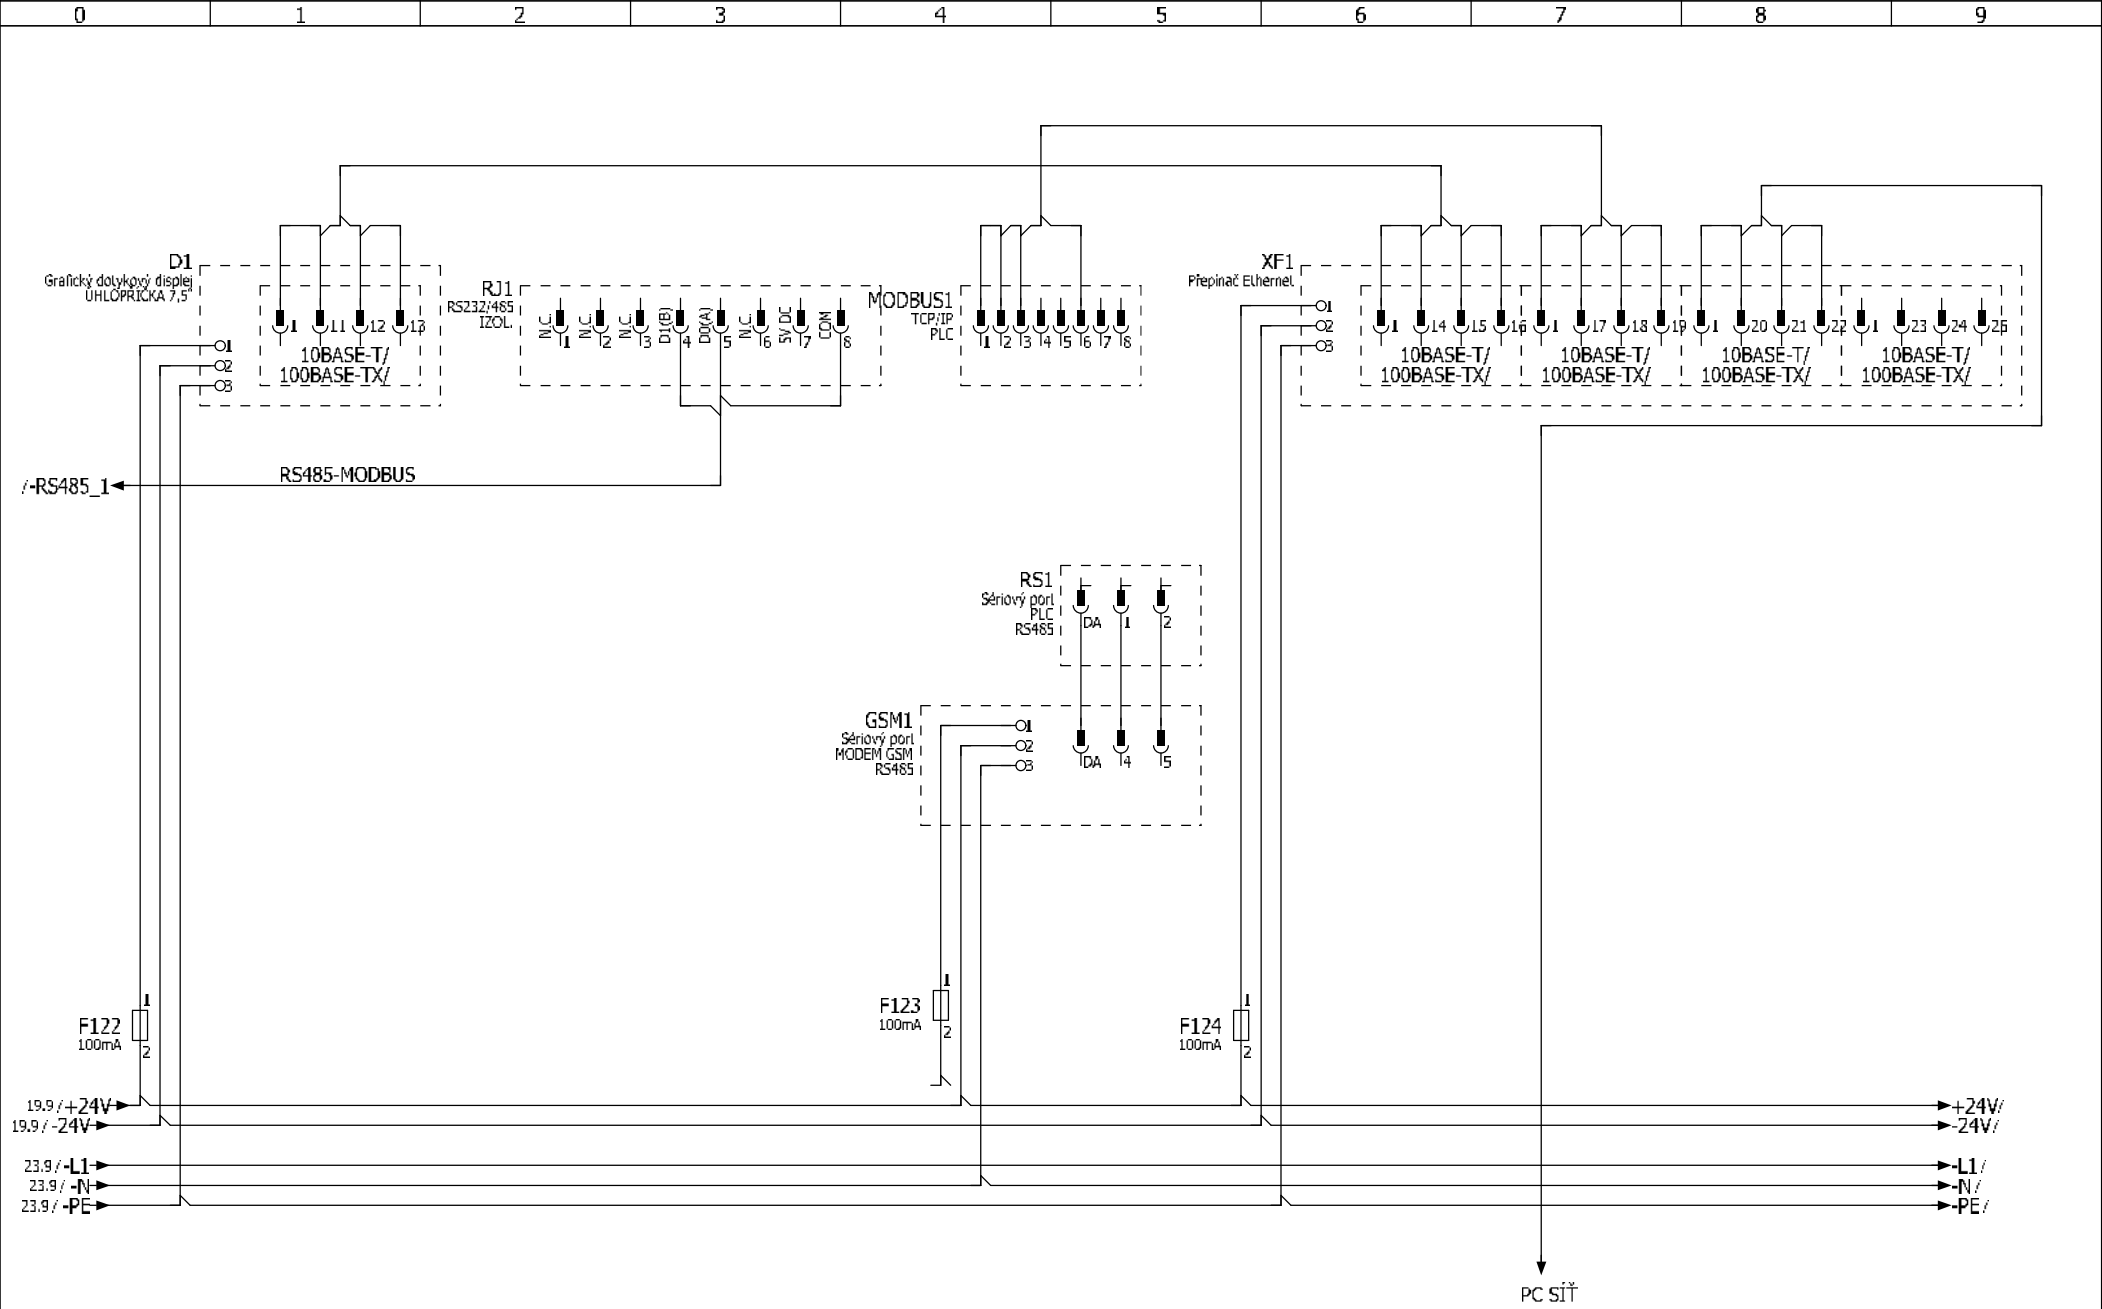 0 1 2 3 4 5 6 7 8 9
D1
Grafický dotykový displej
ÚHLOPŘÍČKA 7,5"
1 11 12 13
10BASE-T/
100BASE-TX/
1
2
3
RJ1
RS232/485
IZOL.
N.C. N.C. N.C. D1(B) D0(A) N.C. 5V DC COM
1 2 3 4 5 6 7 8
MODBUS1
TCP/IP
PLC
1 2 3 4 5 6 7 8
XF1
Přepínač Ethernet
1
2
3
1 14 15 16 1 17 18 19 1 20 21 22 1 23 24 25
10BASE-T/ 10BASE-T/ 10BASE-T/ 10BASE-T/
100BASE-TX/ 100BASE-TX/ 100BASE-TX/ 100BASE-TX/
RS485-MODBUS
/-RS485_1
RS1
Sériový port
PLC
RS485
DA 1 2
GSM1
Sériový port
MODEM GSM
RS485
1
2
3
DA 4 5
1
F122
100mA
2
1
F123
100mA
2
1
F124
100mA
2
19.9 / +24V +24V/
19.9 / -24V -24V/
23.9 / -L1 -L1 /
23.9 / -N -N /
23.9 / -PE -PE /
PC SÍŤ